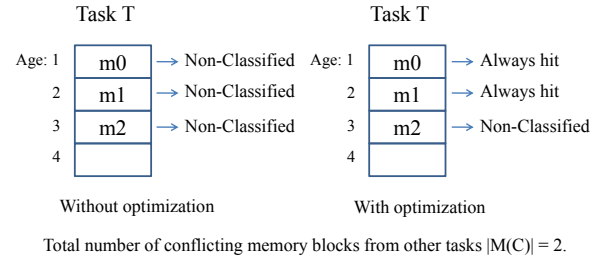 Task T Task T
Age: 1 m0 Non-Classified Age: 1 m0 Always hit
2 m1 Non-Classified 2 m1 Always hit
3 m2 Non-Classified 3 m2 Non-Classified
4 4
Without optimization With optimization
Total number of conflicting memory blocks from other tasks |M(C)| = 2.